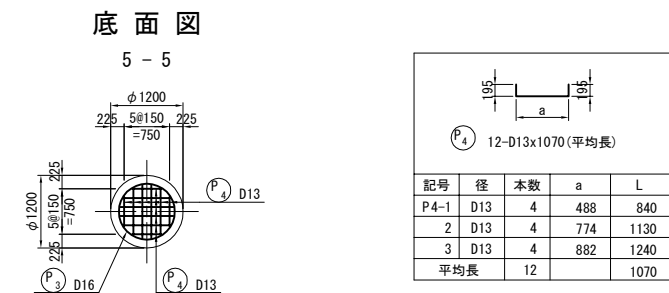 底面図
5 - 5
φ1200
225 5@150 225
=750
φ1200
225
5@150
=750
225
P4 D13
P3 D16
P4 D13
195
195
a
P4 12-D13x1070(平均長)
記号 径 本数 a L
P4-1 D13 4 488 840
2 D13 4 774 1130
3 D13 4 882 1240
平均長 12 1070